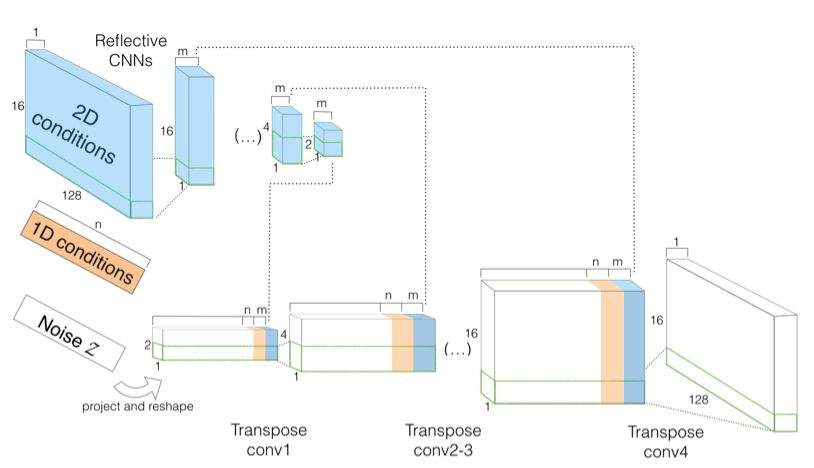 1
Reflective
CNNs
m
16
2D
conditions
16
1
128
(...)
m
4
1
m
2
1
n
1D conditions
Noise z
project and reshape
n m
2
1
Transpose
conv1
n m
4
1
Transpose
conv2-3
(...)
n m
16
1
1
16
128
Transpose
conv4